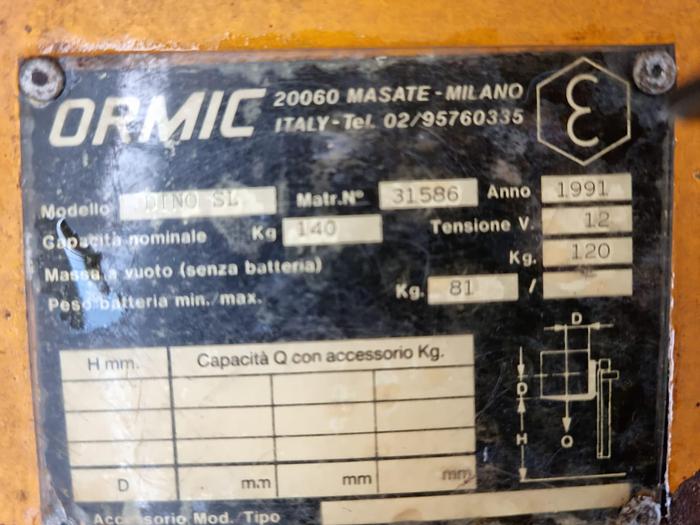 ORMIC 20060 MASATE - MILANO
ITALY - Tel. 02/95760335
Modello DINO SL Matr.N° 31586 Anno 1991
Capacità nominale Kg 140 Tensione V. 12
Massa a vuoto (senza batteria) Kg. 120
Peso batteria min./max. Kg. 81 /
H mm. Capacità Q con accessorio Kg.
D mm mm mm
D
D
H
Q
Accessorio Mod. Tipo